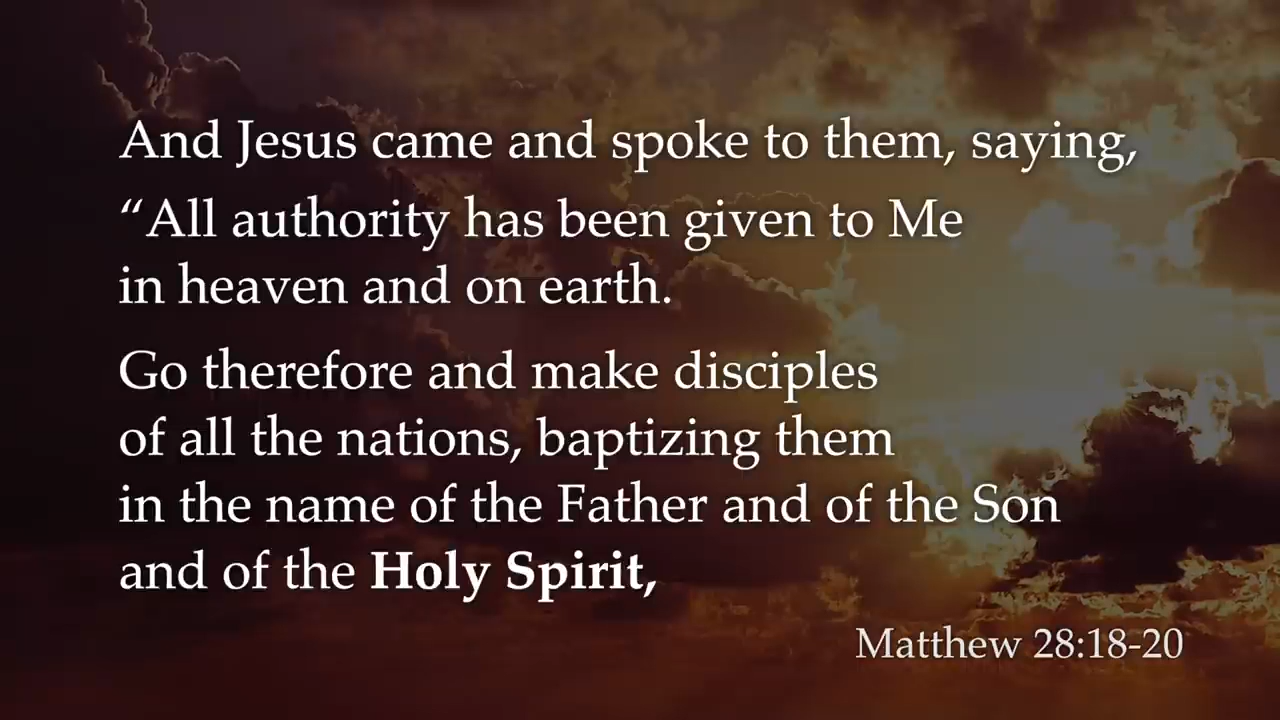 And Jesus came and spoke to them, saying,
“All authority has been given to Me
in heaven and on earth.
Go therefore and make disciples
of all the nations, baptizing them
in the name of the Father and of the Son
and of the Holy Spirit,
Matthew 28:18-20